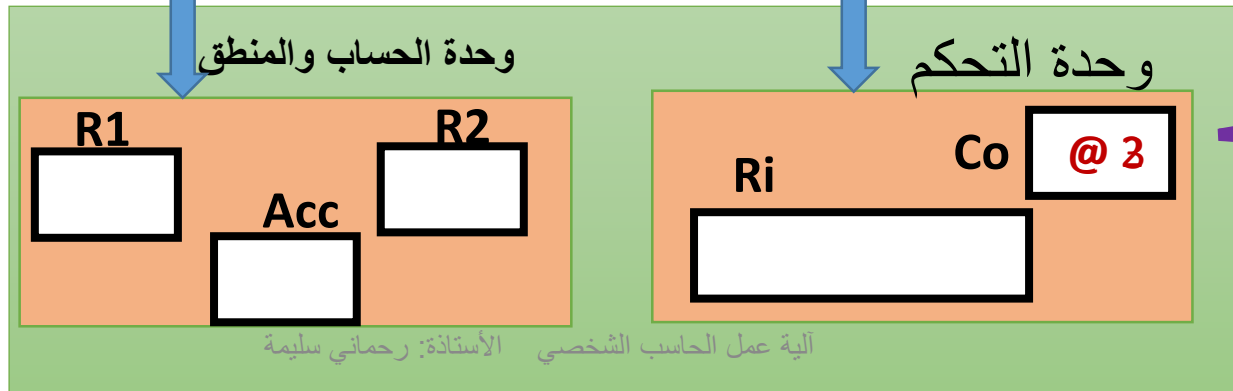 وحدة التحكم
وحدة الحساب والمنطق
R1
R2
Acc
Ri
Co
@
آلية عمل الحاسب الشخصي الأستاذة: رحماني سليمة